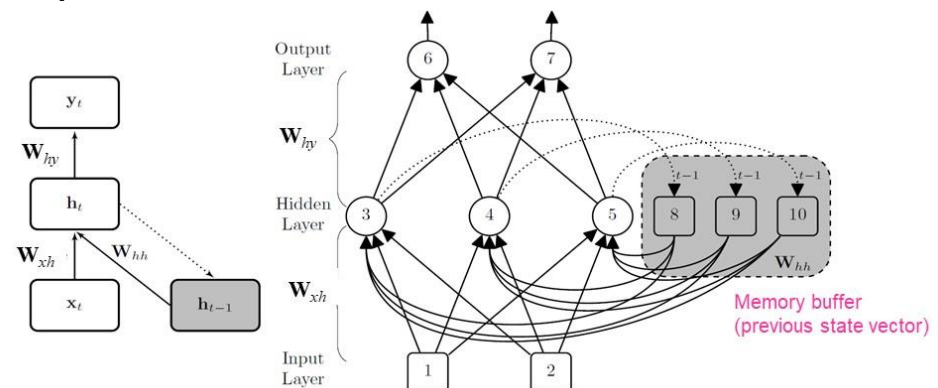 y_t
W_hy
h_t
W_xh
W_hh
x_t
h_{t−1}
Output
Layer
6
7
W_hy
Hidden
Layer
3
4
5
t−1
t−1
t−1
8
9
10
W_hh
W_xh
Memory buffer
(previous state vector)
Input
Layer
1
2